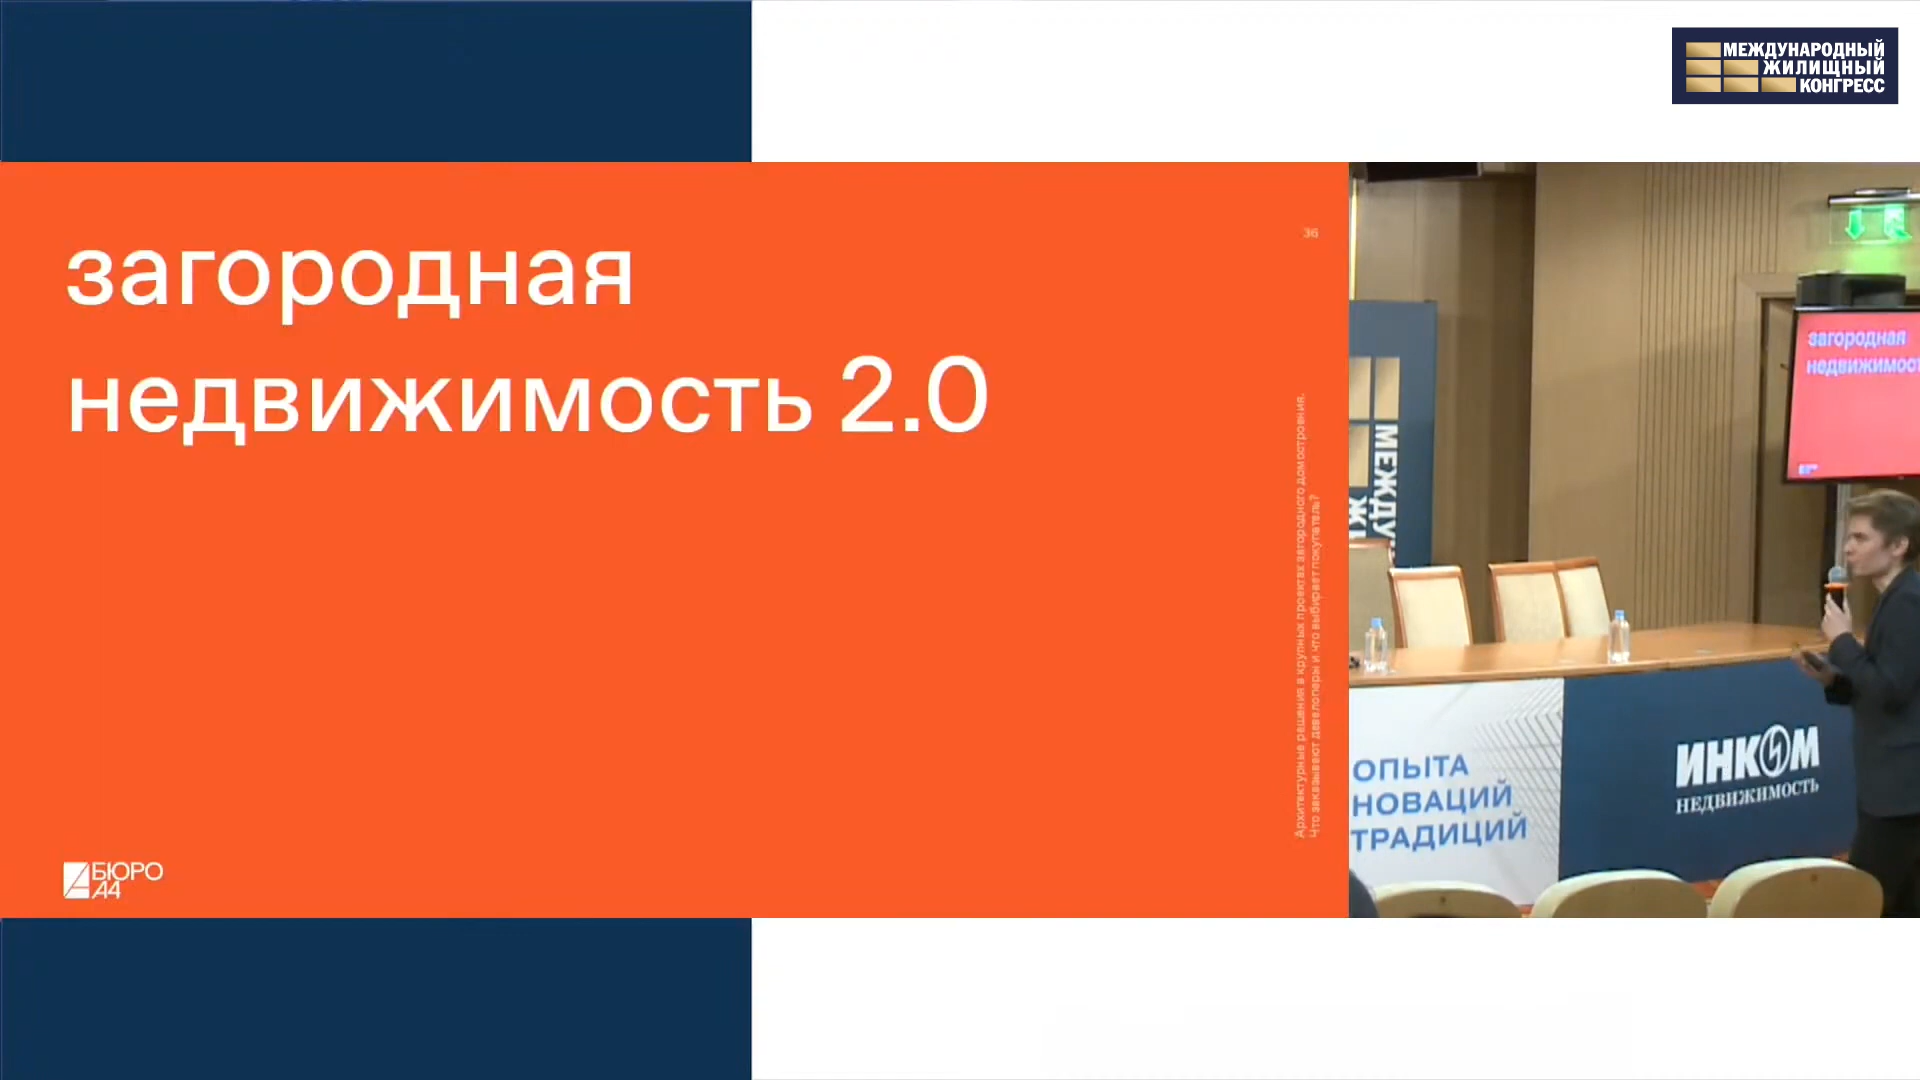 МЕЖДУНАРОДНЫЙ
ЖИЛИЩНЫЙ
КОНГРЕСС
загородная
недвижимость 2.0
36
Архитектурные решения в крупных проектах загородного домостроения.
Что заказывают девелоперы и что выбирает покупатель?
БЮРО
А4
загородная
недвижимост
МЕЖДУ
Ж
ОПЫТА
НОВАЦИЙ
ТРАДИЦИЙ
ИНКОМ
НЕДВИЖИМОСТЬ